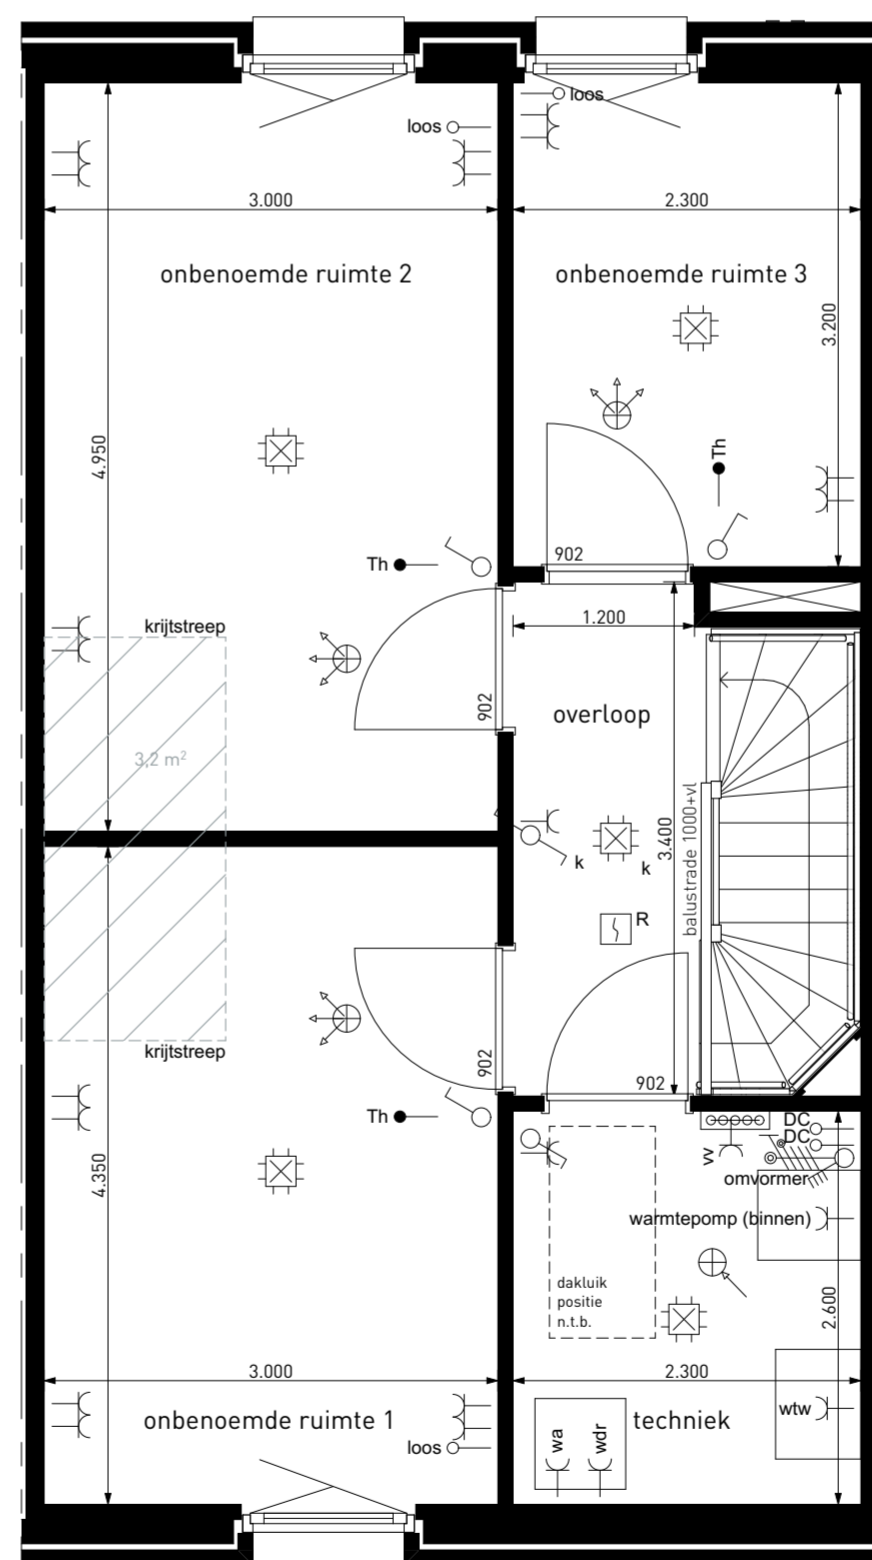 loos
loos
3.000
2.300
onbenoemde ruimte 2
onbenoemde ruimte 3
3.200
4.950
Th
902
Th
krijtstreep
1.200
902
overloop
3,2 m²
balustrade 1000+vl
3.400
k
k
R
krijtstreep
902
902
Th
DC
DC
vv
omvormer
4.350
warmtepomp (binnen)
dakluik
positie
n.t.b.
2.600
3.000
2.300
onbenoemde ruimte 1
techniek
wtw
loos
wa
wdr